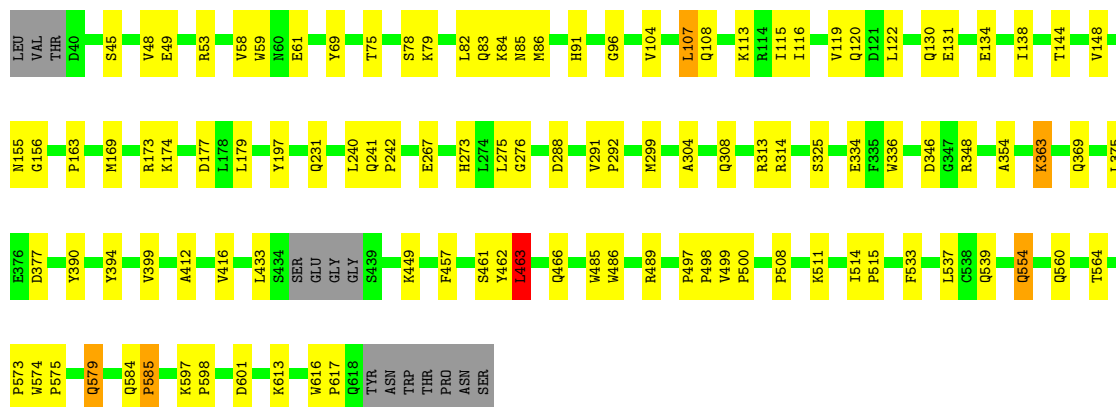 LEU VAL THR D40 S45 V48 E49 R53 V58 W59 N60 E61 Y69 T75 S78 K79 L82 Q83 K84 N85 M86 H91 G96 V104 L107 Q108 K113 R114 I115 I116 V119 Q120 D121 L122 Q130 E131 E134 I138 T144 V148
N155 G156 P163 M169 R173 K174 D177 L178 L179 Y197 Q231 L240 Q241 P242 E267 H273 L274 L275 G276 D288 V291 P292 M299 A304 Q308 R313 R314 S325 E334 F335 W336 D346 G347 R348 A354 K363 Q369 L375
E376 D377 Y390 Y394 V399 A412 V416 L433 S434 SER GLU GLY GLY S439 K449 F457 S461 Y462 L463 Q466 W485 W486 R489 P497 P498 V499 P500 P508 K511 I514 P515 F533 L537 C538 Q539 Q554 Q560 T564
P573 W574 P575 Q579 Q584 P585 K597 P598 D601 K613 W616 P617 Q618 TYR ASN TRP THR PRO ASN SER